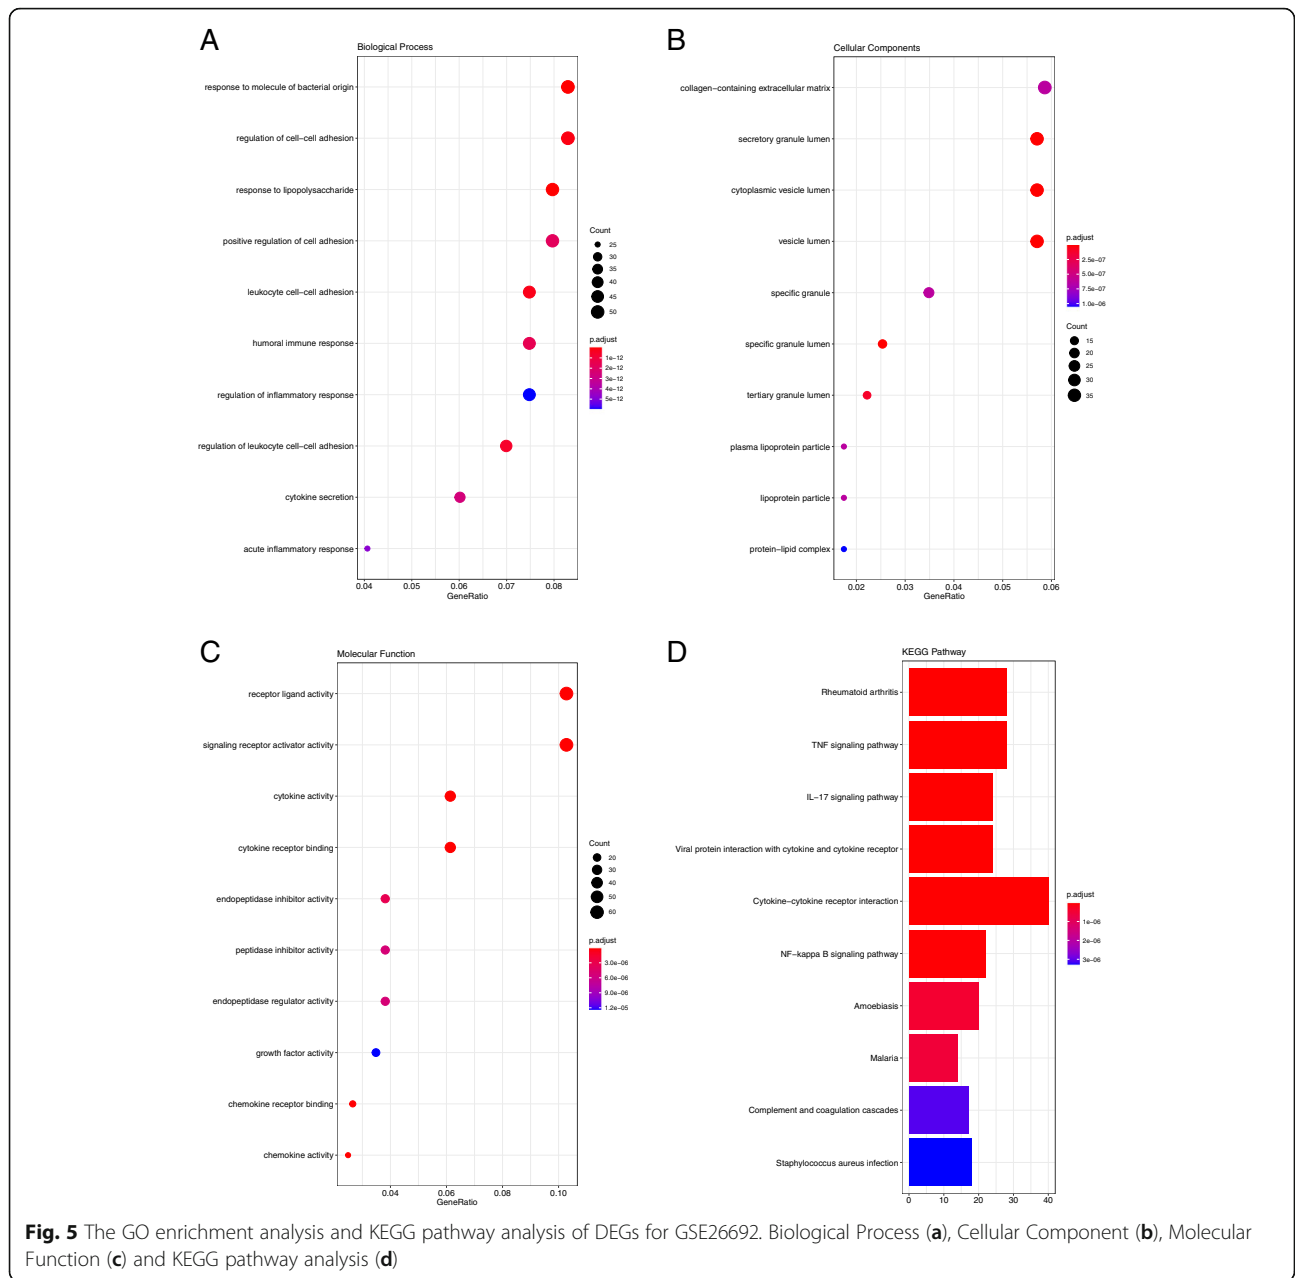 A
Biological Process
response to molecule of bacterial origin
regulation of cell−cell adhesion
response to lipopolysaccharide
positive regulation of cell adhesion
leukocyte cell−cell adhesion
humoral immune response
regulation of inflammatory response
regulation of leukocyte cell−cell adhesion
cytokine secretion
acute inflammatory response
0.04 0.05 0.06 0.07 0.08
GeneRatio
Count
25
30
35
40
45
50
p.adjust
1e−12
2e−12
3e−12
4e−12
5e−12
B
Cellular Components
collagen−containing extracellular matrix
secretory granule lumen
cytoplasmic vesicle lumen
vesicle lumen
specific granule
specific granule lumen
tertiary granule lumen
plasma lipoprotein particle
lipoprotein particle
protein−lipid complex
0.02 0.03 0.04 0.05 0.06
GeneRatio
p.adjust
2.5e−07
5.0e−07
7.5e−07
1.0e−06
Count
15
20
25
30
35
C
Molecular Function
receptor ligand activity
signaling receptor activator activity
cytokine activity
cytokine receptor binding
endopeptidase inhibitor activity
peptidase inhibitor activity
endopeptidase regulator activity
growth factor activity
chemokine receptor binding
chemokine activity
0.04 0.06 0.08 0.10
GeneRatio
Count
20
30
40
50
60
p.adjust
3.0e−06
6.0e−06
9.0e−06
1.2e−05
D
KEGG Pathway
Rheumatoid arthritis
TNF signaling pathway
IL−17 signaling pathway
Viral protein interaction with cytokine and cytokine receptor
Cytokine−cytokine receptor interaction
NF−kappa B signaling pathway
Amoebiasis
Malaria
Complement and coagulation cascades
Staphylococcus aureus infection
0 10 20 30 40
p.adjust
1e−06
2e−06
3e−06
Fig. 5 The GO enrichment analysis and KEGG pathway analysis of DEGs for GSE26692. Biological Process (a), Cellular Component (b), Molecular
Function (c) and KEGG pathway analysis (d)